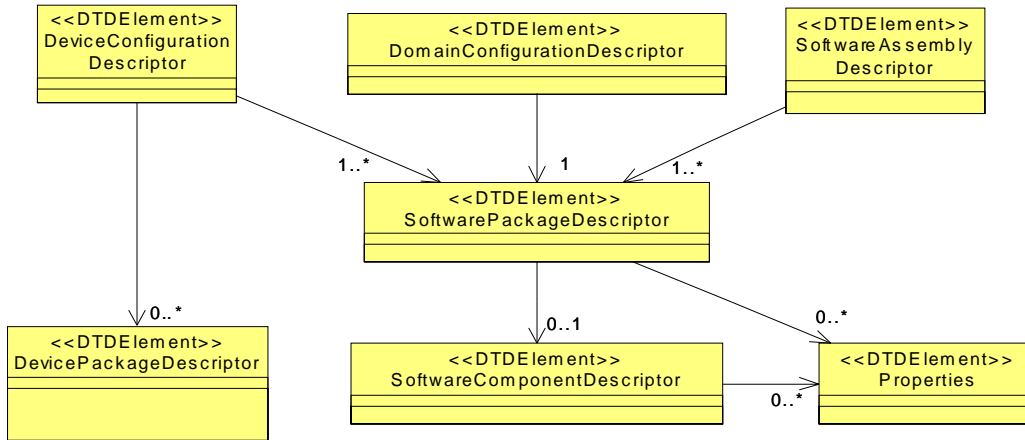 <<DTDElement>>
DeviceConfiguration
Descriptor
<<DTDElement>>
DomainConfigurationDescriptor
<<DTDElement>>
SoftwareAssembly
Descriptor
1..*
1
1..*
<<DTDElement>>
SoftwarePackageDescriptor
0..*
0..1
0..*
<<DTDElement>>
DevicePackageDescriptor
<<DTDElement>>
SoftwareComponentDescriptor
<<DTDElement>>
Properties
0..*